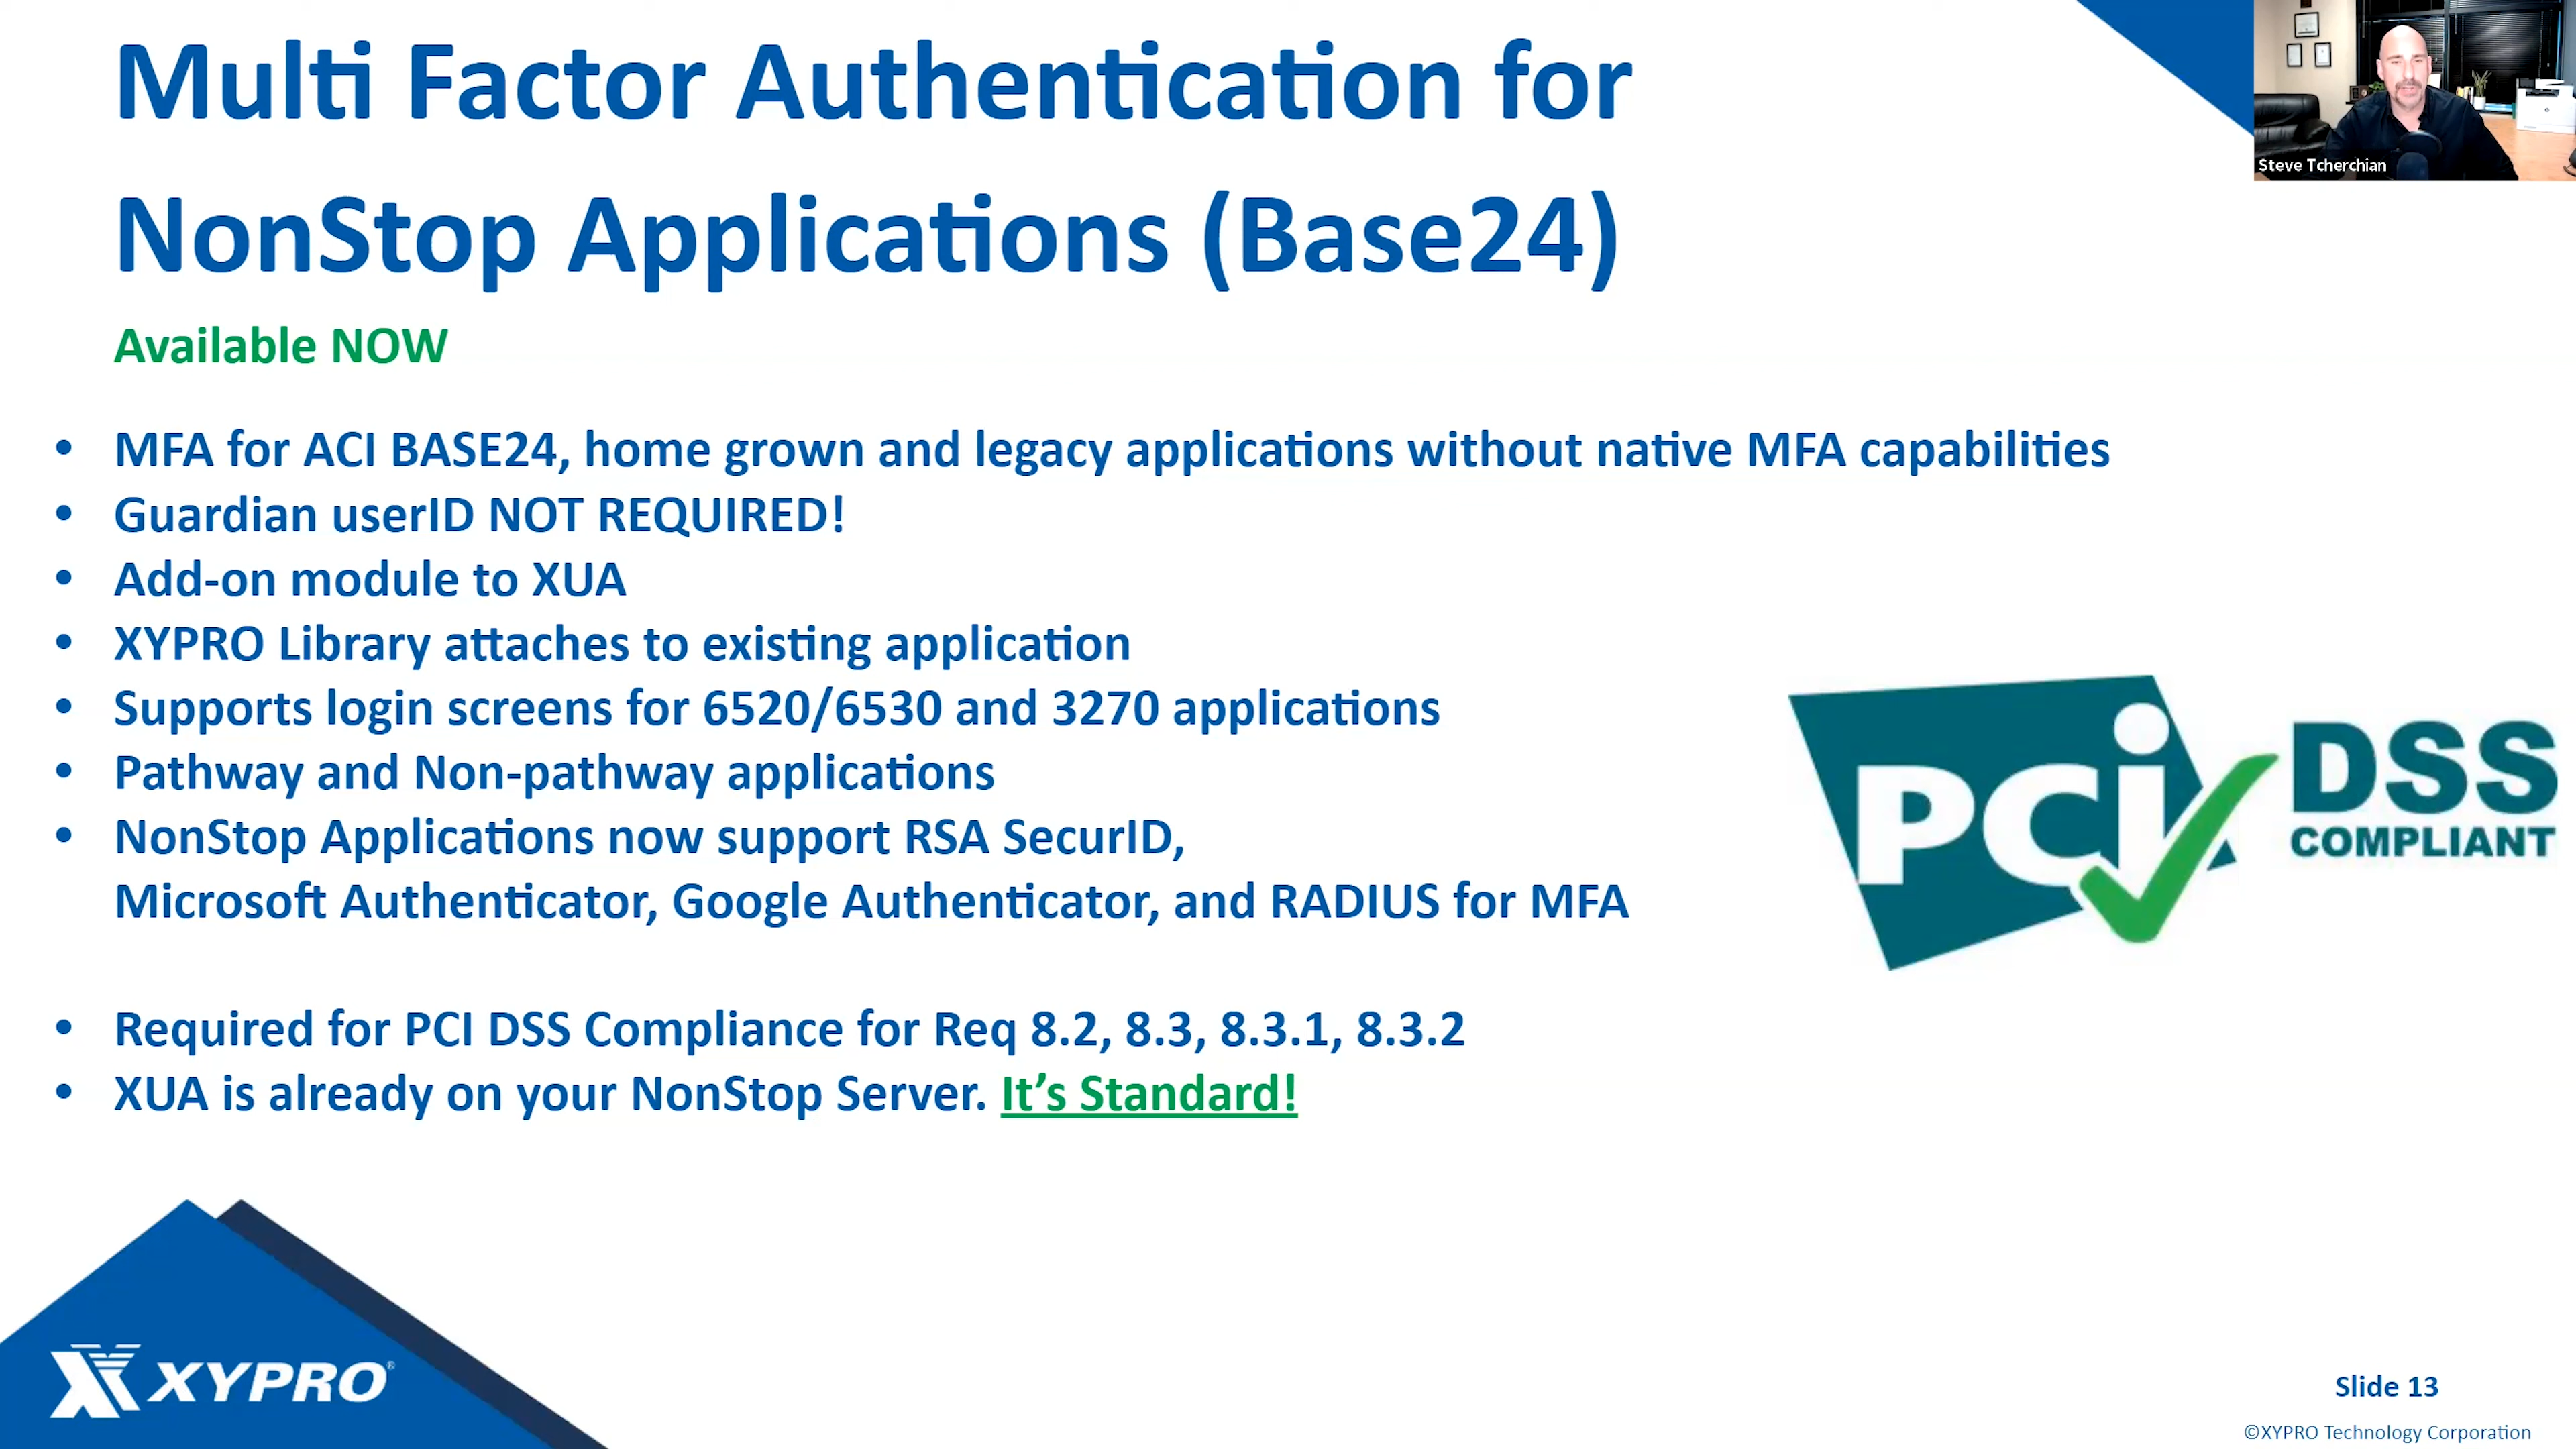 Multi Factor Authentication for
NonStop Applications (Base24)
Steve Tcherchian
Available NOW
• MFA for ACI BASE24, home grown and legacy applications without native MFA capabilities
• Guardian userID NOT REQUIRED!
• Add-on module to XUA
• XYPRO Library attaches to existing application
• Supports login screens for 6520/6530 and 3270 applications
• Pathway and Non-pathway applications
• NonStop Applications now support RSA SecurID,
Microsoft Authenticator, Google Authenticator, and RADIUS for MFA
PCi DSS
COMPLIANT
• Required for PCI DSS Compliance for Req 8.2, 8.3, 8.3.1, 8.3.2
• XUA is already on your NonStop Server. It’s Standard!
XYPRO®
Slide 13
©XYPRO Technology Corporation